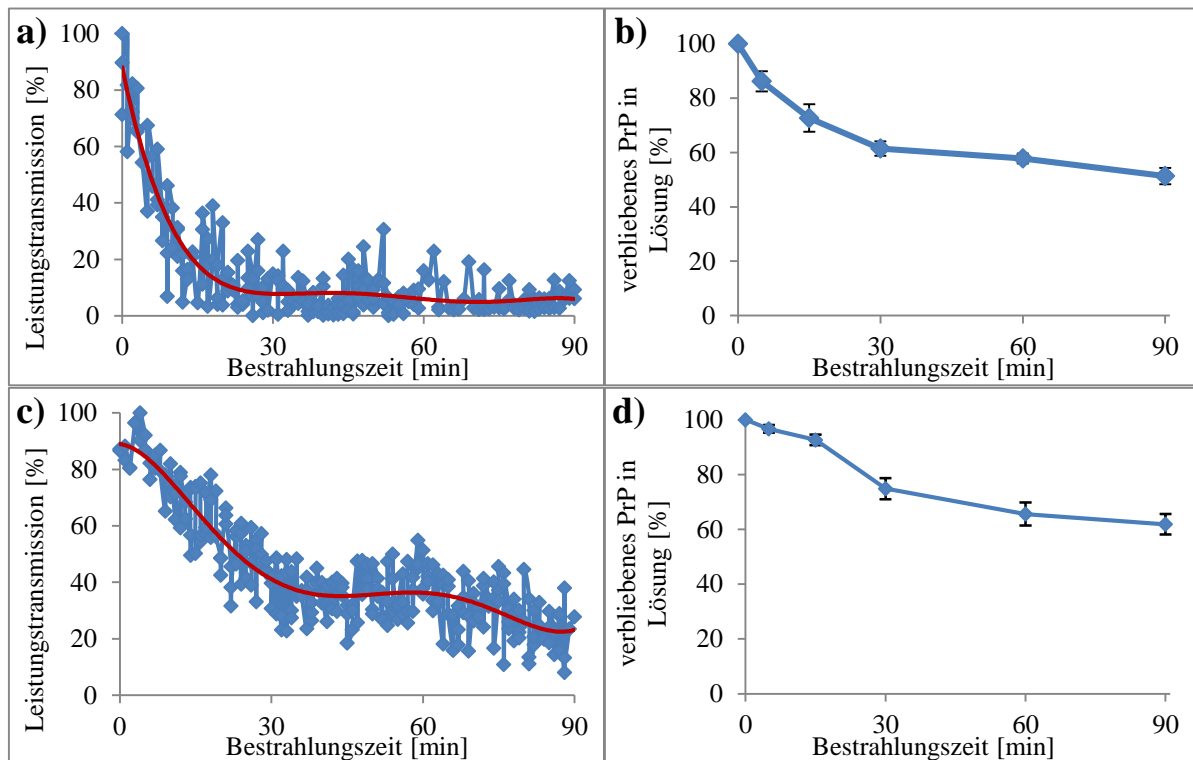 a)
Leistungstransmission [%]
100
80
60
40
20
0
0 30 60 90
Bestrahlungszeit [min]
b)
verbliebenes PrP in
Lösung [%]
100
80
60
40
20
0
0 30 60 90
Bestrahlungszeit [min]
c)
Leistungstransmission [%]
100
80
60
40
20
0
0 30 60 90
Bestrahlungszeit [min]
d)
verbliebenes PrP in
Lösung [%]
100
80
60
40
20
0
0 30 60 90
Bestrahlungszeit [min]